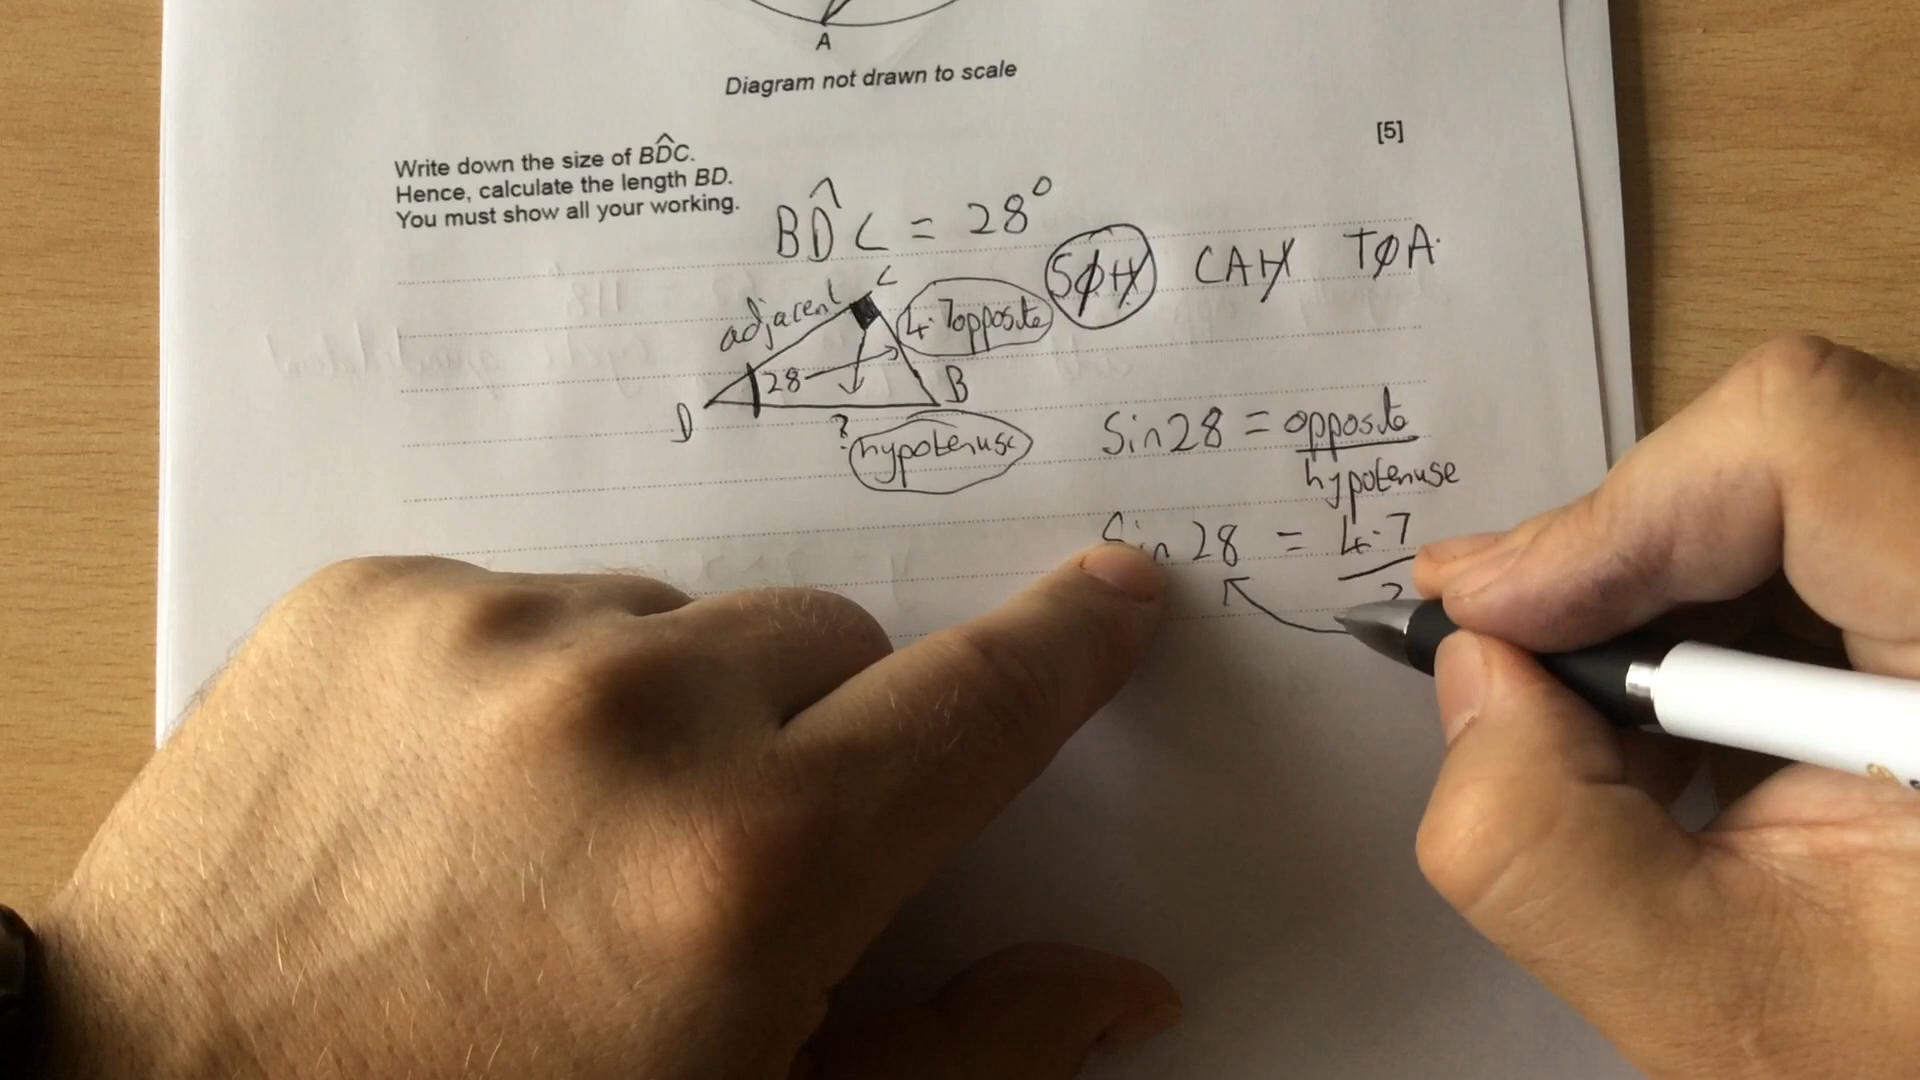 A
Diagram not drawn to scale
[5]
Write down the size of BD̂C.
Hence, calculate the length BD.
You must show all your working.
BD̂C = 28°
SOH CAH TOA
C
adjacent
4.7 opposite
28
D
B
?
hypotenuse
Sin28 = opposite
hypotenuse
Sin 28 = 4.7
?